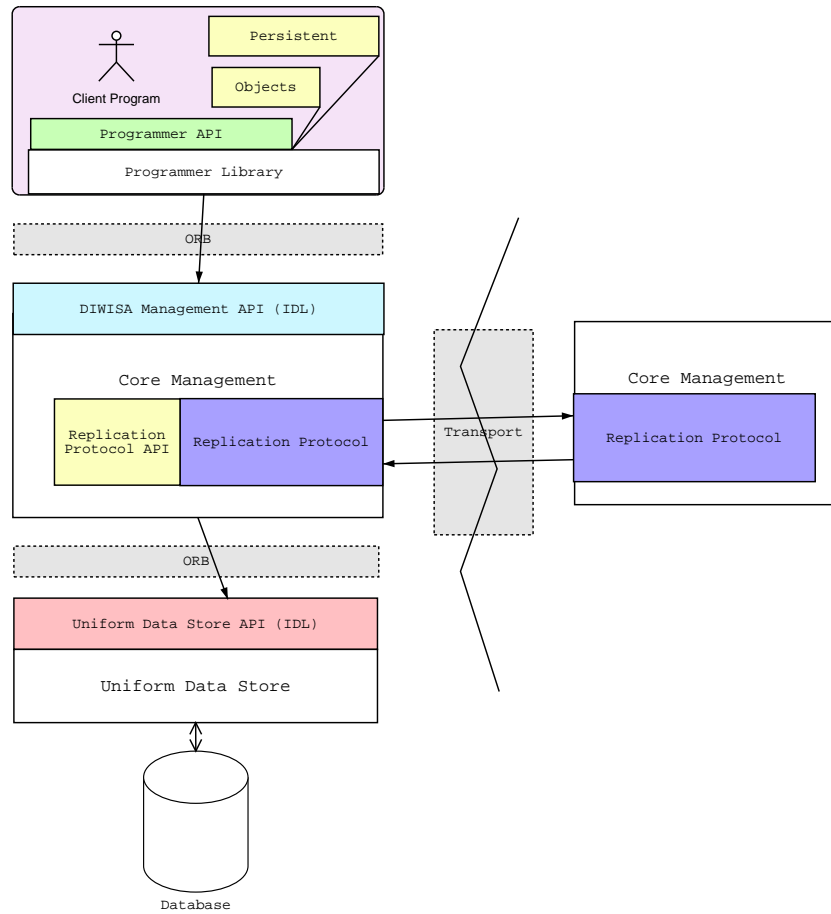 Persistent
Objects
Client Program
Programmer API
Programmer Library
ORB
DIWISA Management API (IDL)
Core Management
Replication
Protocol API
Replication Protocol
Transport
Core Management
Replication Protocol
ORB
Uniform Data Store API (IDL)
Uniform Data Store
Database